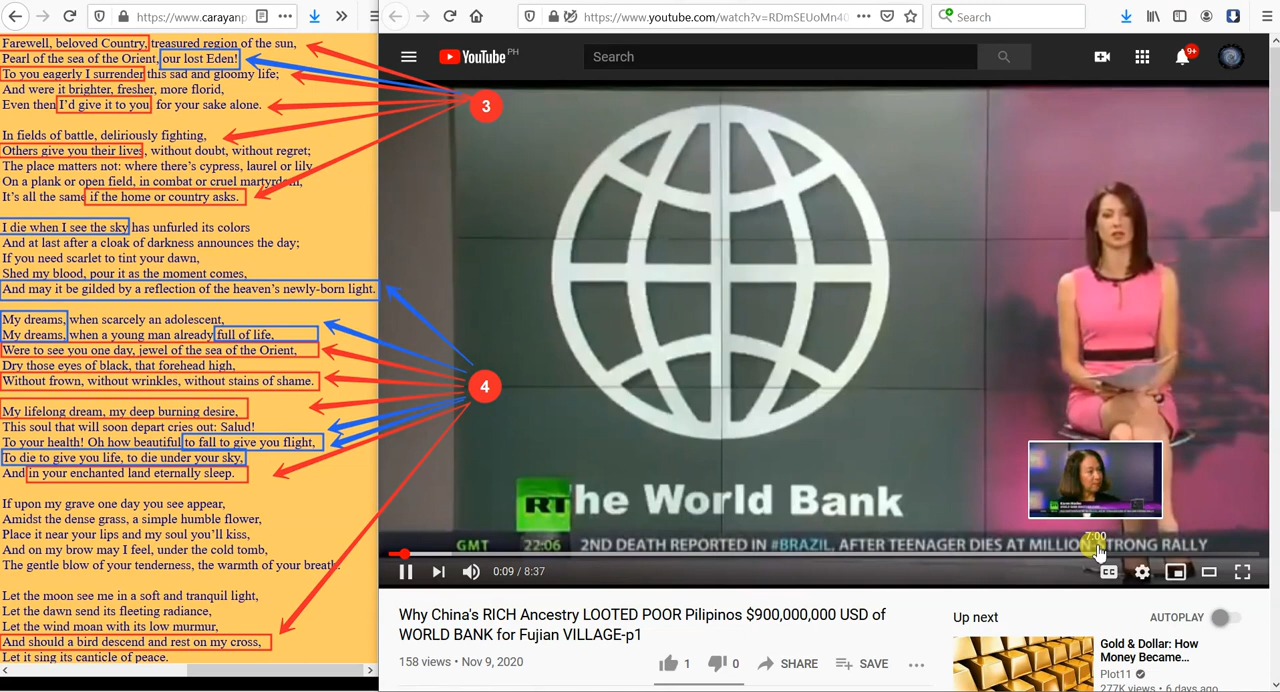 https://www.carayanp
https://www.youtube.com/watch?v=RDmSEUoMn40
Search
Farewell, beloved Country, treasured region of the sun,
Pearl of the sea of the Orient, our lost Eden!
To you eagerly I surrender this sad and gloomy life;
And were it brighter, fresher, more florid,
Even then I'd give it to you for your sake alone.
In fields of battle, deliriously fighting,
Others give you their lives, without doubt, without regret;
The place matters not: where there's cypress, laurel or lily,
On a plank or open field, in combat or cruel martyrdom,
It's all the same if the home or country asks.
I die when I see the sky has unfurled its colors
And at last after a cloak of darkness announces the day;
If you need scarlet to tint your dawn,
Shed my blood, pour it as the moment comes,
And may it be gilded by a reflection of the heaven's newly-born light.
My dreams, when scarcely an adolescent,
My dreams, when a young man already full of life,
Were to see you one day, jewel of the sea of the Orient,
Dry those eyes of black, that forehead high,
Without frown, without wrinkles, without stains of shame.
My lifelong dream, my deep burning desire,
This soul that will soon depart cries out: Salud!
To your health! Oh how beautiful to fall to give you flight,
To die to give you life, to die under your sky,
And in your enchanted land eternally sleep.
If upon my grave one day you see appear,
Amidst the dense grass, a simple humble flower,
Place it near your lips and my soul you'll kiss,
And on my brow may I feel, under the cold tomb,
The gentle blow of your tenderness, the warmth of your breath.
Let the moon see me in a soft and tranquil light,
Let the dawn send its fleeting radiance,
Let the wind moan with its low murmur,
And should a bird descend and rest on my cross,
Let it sing its canticle of peace.
3
4
YouTube PH
Search
9+
RT
The World Bank
GMT 22:06 2ND DEATH REPORTED IN #BRAZIL, AFTER TEENAGER DIES AT MILLION STRONG RALLY
7:00
0:09 / 8:37
CC
Why China's RICH Ancestry LOOTED POOR Pilipinos $900,000,000 USD of
WORLD BANK for Fujian VILLAGE-p1
158 views • Nov 9, 2020
1
0
SHARE
SAVE
Up next
AUTOPLAY
Gold & Dollar: How
Money Became...
Plot11
277K views • 6 days ago